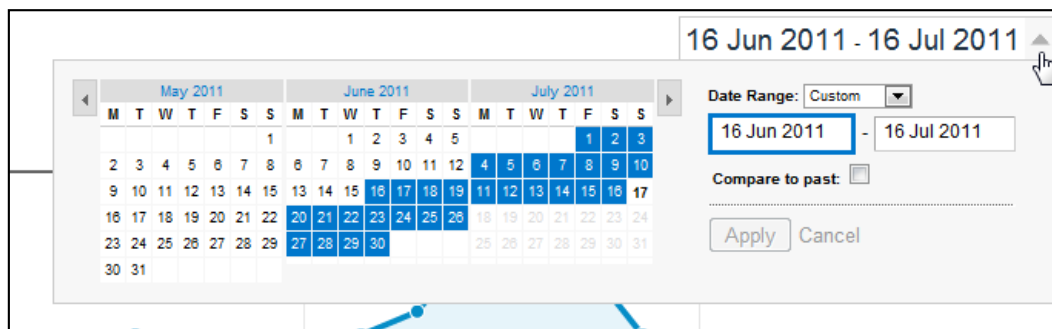 16 Jun 2011 - 16 Jul 2011
May 2011
M T W T F S S
1
2 3 4 5 6 7 8
9 10 11 12 13 14 15
16 17 18 19 20 21 22
23 24 25 26 27 28 29
30 31
June 2011
M T W T F S S
1 2 3 4 5
6 7 8 9 10 11 12
13 14 15 16 17 18 19
20 21 22 23 24 25 26
27 28 29 30
July 2011
M T W T F S S
1 2 3
4 5 6 7 8 9 10
11 12 13 14 15 16 17
18 19 20 21 22 23 24
25 26 27 28 29 30 31
Date Range: Custom
16 Jun 2011 - 16 Jul 2011
Compare to past:
Apply Cancel